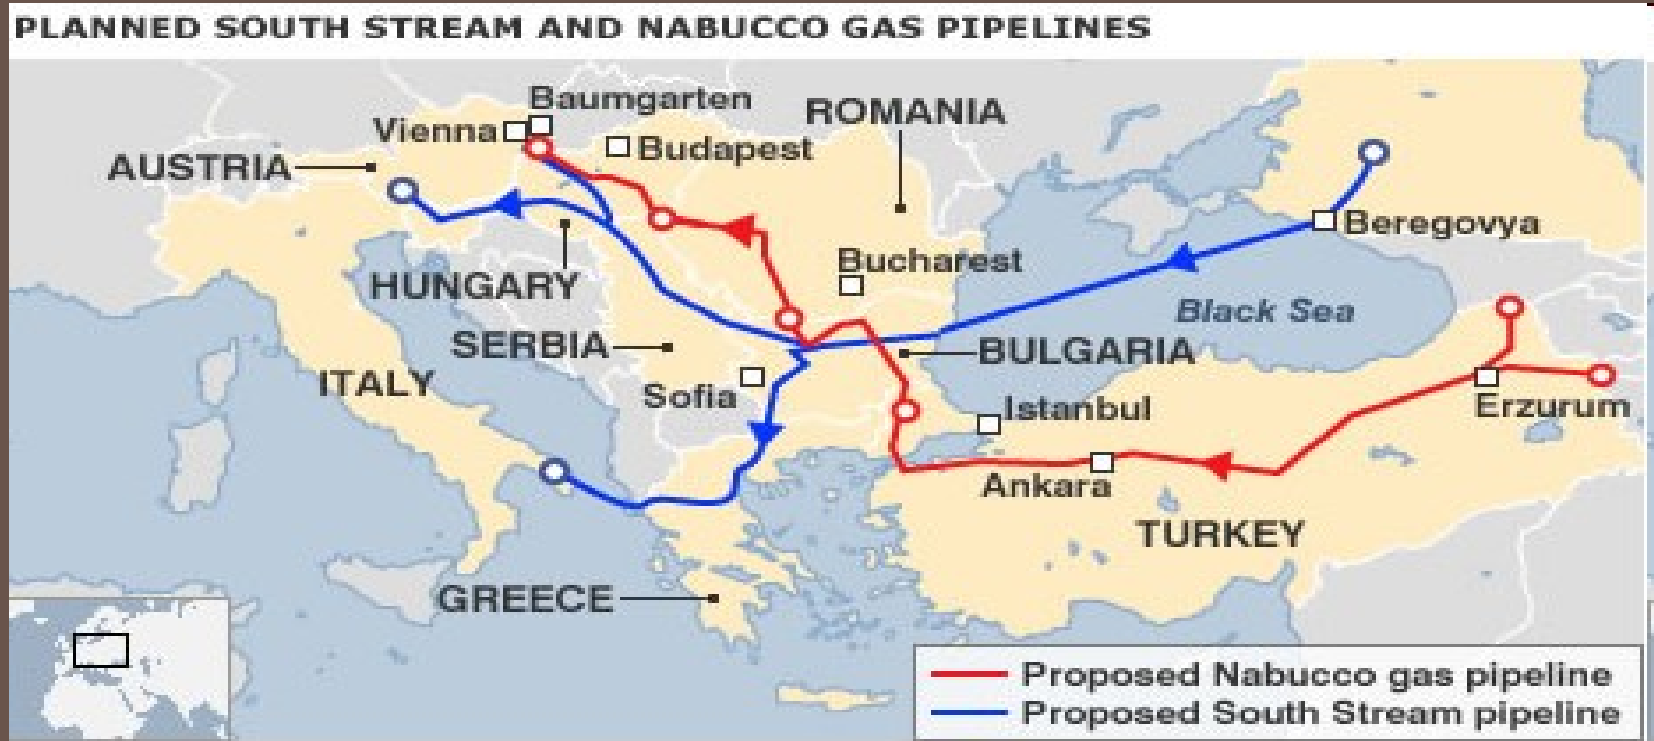 PLANNED SOUTH STREAM AND NABUCCO GAS PIPELINES
Baumgarten
ROMANIA
Vienna
Budapest
AUSTRIA
Beregovya
Bucharest
HUNGARY
Black Sea
SERBIA
BULGARIA
ITALY
Sofia
Istanbul
Erzurum
Ankara
TURKEY
GREECE
Proposed Nabucco gas pipeline
Proposed South Stream pipeline